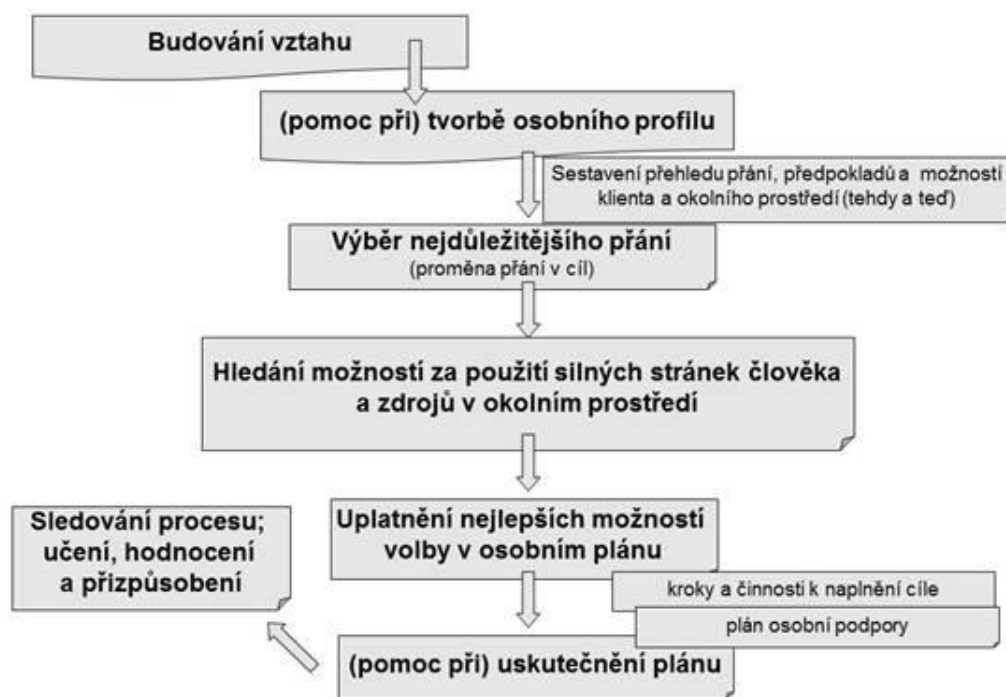 Budování vztahu
(pomoc při) tvorbě osobního profilu
Sestavení přehledu přání, předpokladů a možností
klienta a okolního prostředí (tehdy a teď)
Výběr nejdůležitějšího přání
(proměna přání v cíl)
Hledání možností za použití silných stránek člověka
a zdrojů v okolním prostředí
Uplatnění nejlepších možností
volby v osobním plánu
Sledování procesu;
učení, hodnocení
a přizpůsobení
kroky a činnosti k naplnění cíle
plán osobní podpory
(pomoc při) uskutečnění plánu